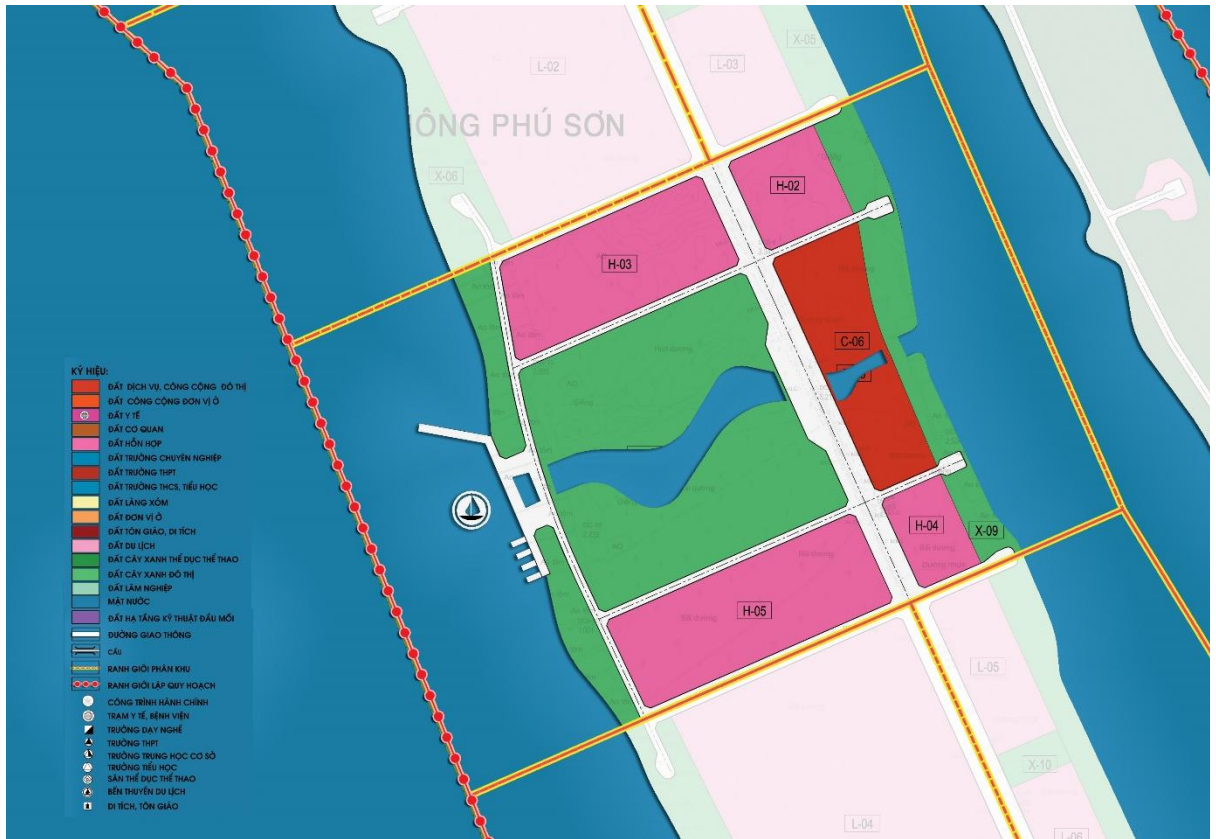 X-05
L-02
L-03
ÔNG PHÚ SƠN
X-06
H-02
H-03
C-06
H-04
X-09
H-05
L-05
X-10
L-04
L-06
KÝ HIỆU:
ĐẤT DỊCH VỤ, CÔNG CỘNG ĐÔ THỊ
ĐẤT CÔNG CỘNG ĐƠN VỊ Ở
ĐẤT Y TẾ
ĐẤT CƠ QUAN
ĐẤT HỖN HỢP
ĐẤT TRƯỜNG CHUYÊN NGHIỆP
ĐẤT TRƯỜNG THPT
ĐẤT TRƯỜNG THCS, TIỂU HỌC
ĐẤT LÀNG XÓM
ĐẤT ĐƠN VỊ Ở
ĐẤT TÔN GIÁO, DI TÍCH
ĐẤT DU LỊCH
ĐẤT CÂY XANH THỂ DỤC THỂ THAO
ĐẤT CÂY XANH ĐÔ THỊ
ĐẤT LÂM NGHIỆP
MẶT NƯỚC
ĐẤT HẠ TẦNG KỸ THUẬT ĐẦU MỐI
ĐƯỜNG GIAO THÔNG
CẦU
RANH GIỚI PHÂN KHU
RANH GIỚI LẬP QUY HOẠCH
CÔNG TRÌNH HÀNH CHÍNH
TRẠM Y TẾ, BỆNH VIỆN
TRƯỜNG DẠY NGHỀ
TRƯỜNG THPT
TRƯỜNG TRUNG HỌC CƠ SỞ
TRƯỜNG TIỂU HỌC
SÂN THỂ DỤC THỂ THAO
BẾN THUYỀN DU LỊCH
DI TÍCH, TÔN GIÁO